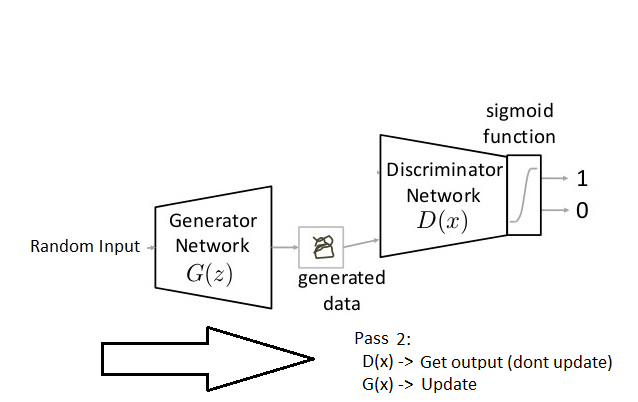 sigmoid
function
Discriminator
Network
D(x)
1
0
Generator
Network
G(z)
Random Input
generated
data
Pass 2:
D(x) -> Get output (dont update)
G(x) -> Update